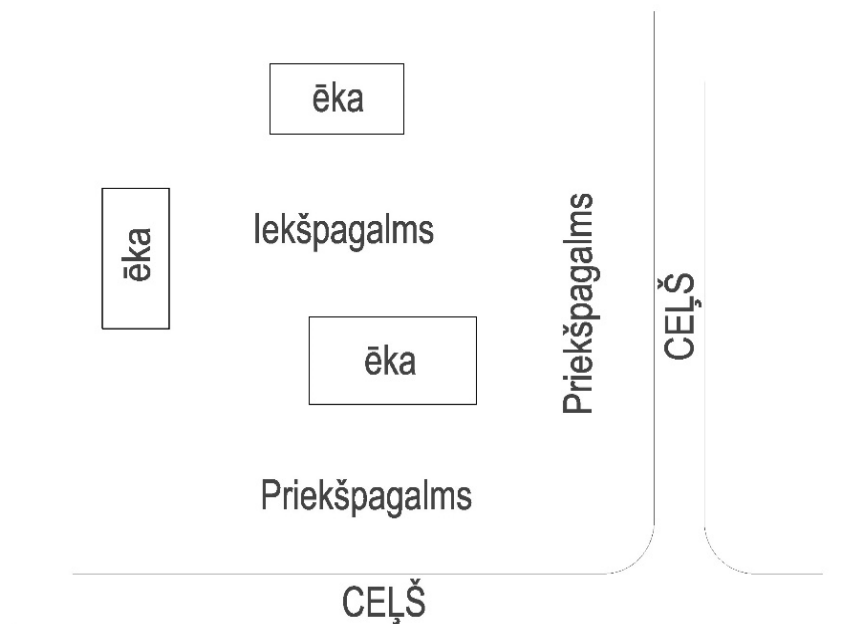 ēka
ēka
Iekšpagalms
Priekšpagalms
CEĻŠ
ēka
Priekšpagalms
CEĻŠ